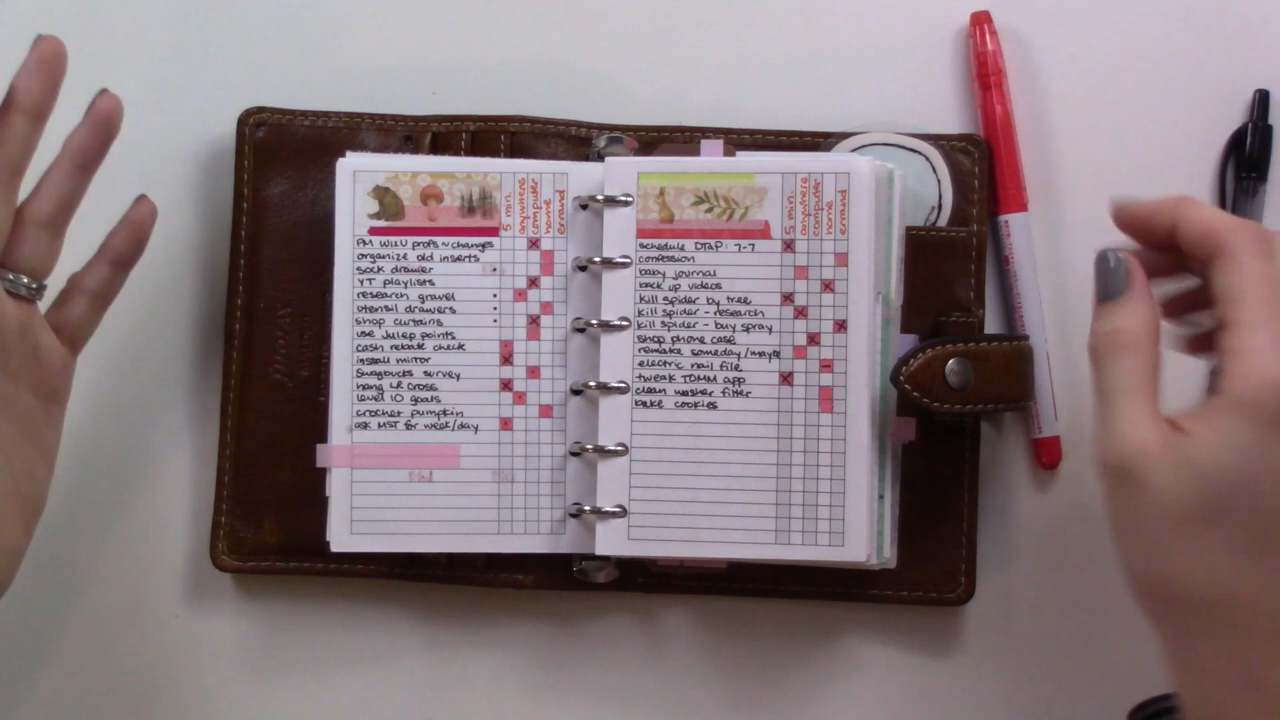 5 min.
anywhere
computer
home
errand
PM WIXU profs ~ changes
organize old inserts
sock drawer
YT playlists
research gravel
utensil drawers
shop curtains
use Julep points
cash rebate check
install mirror
Swagbucks survey
hang LR cross
level 10 goals
crochet pumpkin
ask MST for week/day
5 min.
anywhere
computer
home
errand
schedule DTaP: 7-7
confession
baby journal
back up videos
kill spider by tree
kill spider - research
kill spider - buy spray
shop phone case
remake someday/maybe
electric nail file
tweak TDMM app
clean washer filter
bake cookies